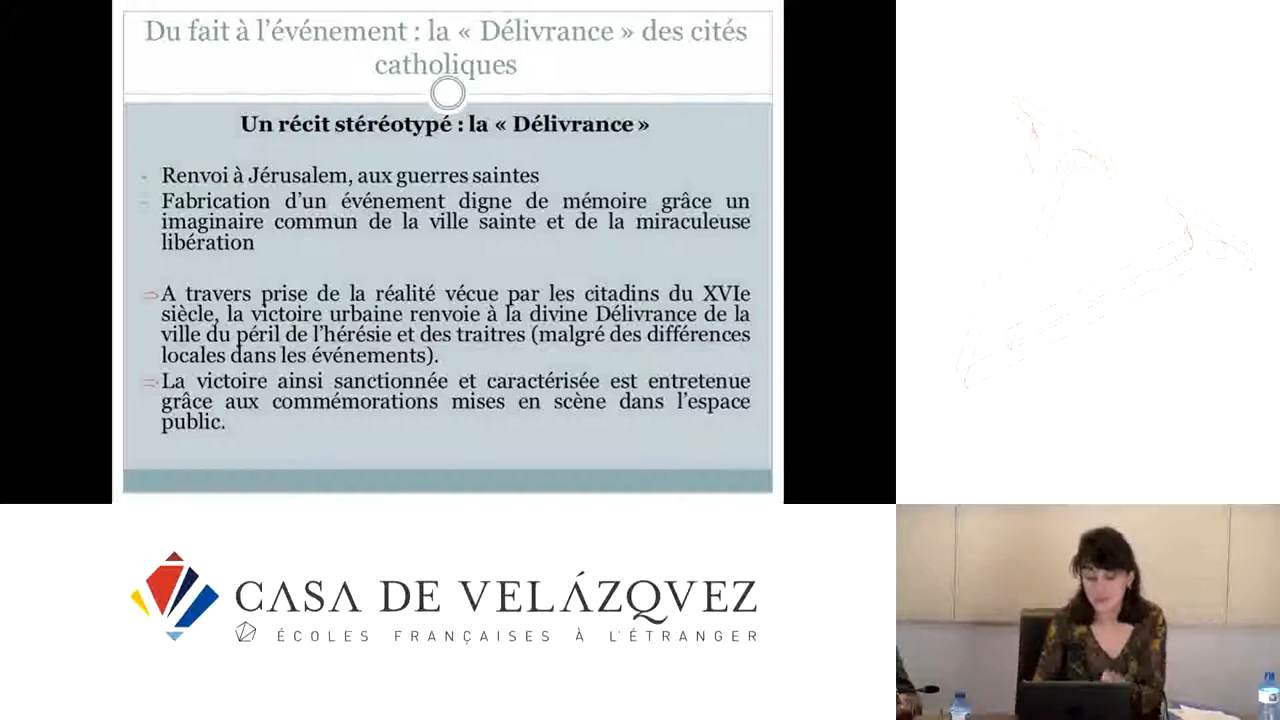 Du fait à l’événement : la « Délivrance » des cités
catholiques
Un récit stéréotypé : la « Délivrance »
- Renvoi à Jérusalem, aux guerres saintes
- Fabrication d’un événement digne de mémoire grâce un
imaginaire commun de la ville sainte et de la miraculeuse
libération
⇒A travers prise de la réalité vécue par les citadins du XVIe
siècle, la victoire urbaine renvoie à la divine Délivrance de la
ville du péril de l’hérésie et des traitres (malgré des différences
locales dans les événements).
⇒La victoire ainsi sanctionnée et caractérisée est entretenue
grâce aux commémorations mises en scène dans l’espace
public.
CASA DE VELÁZQVEZ
ÉCOLES FRANÇAISES À L'ÉTRANGER